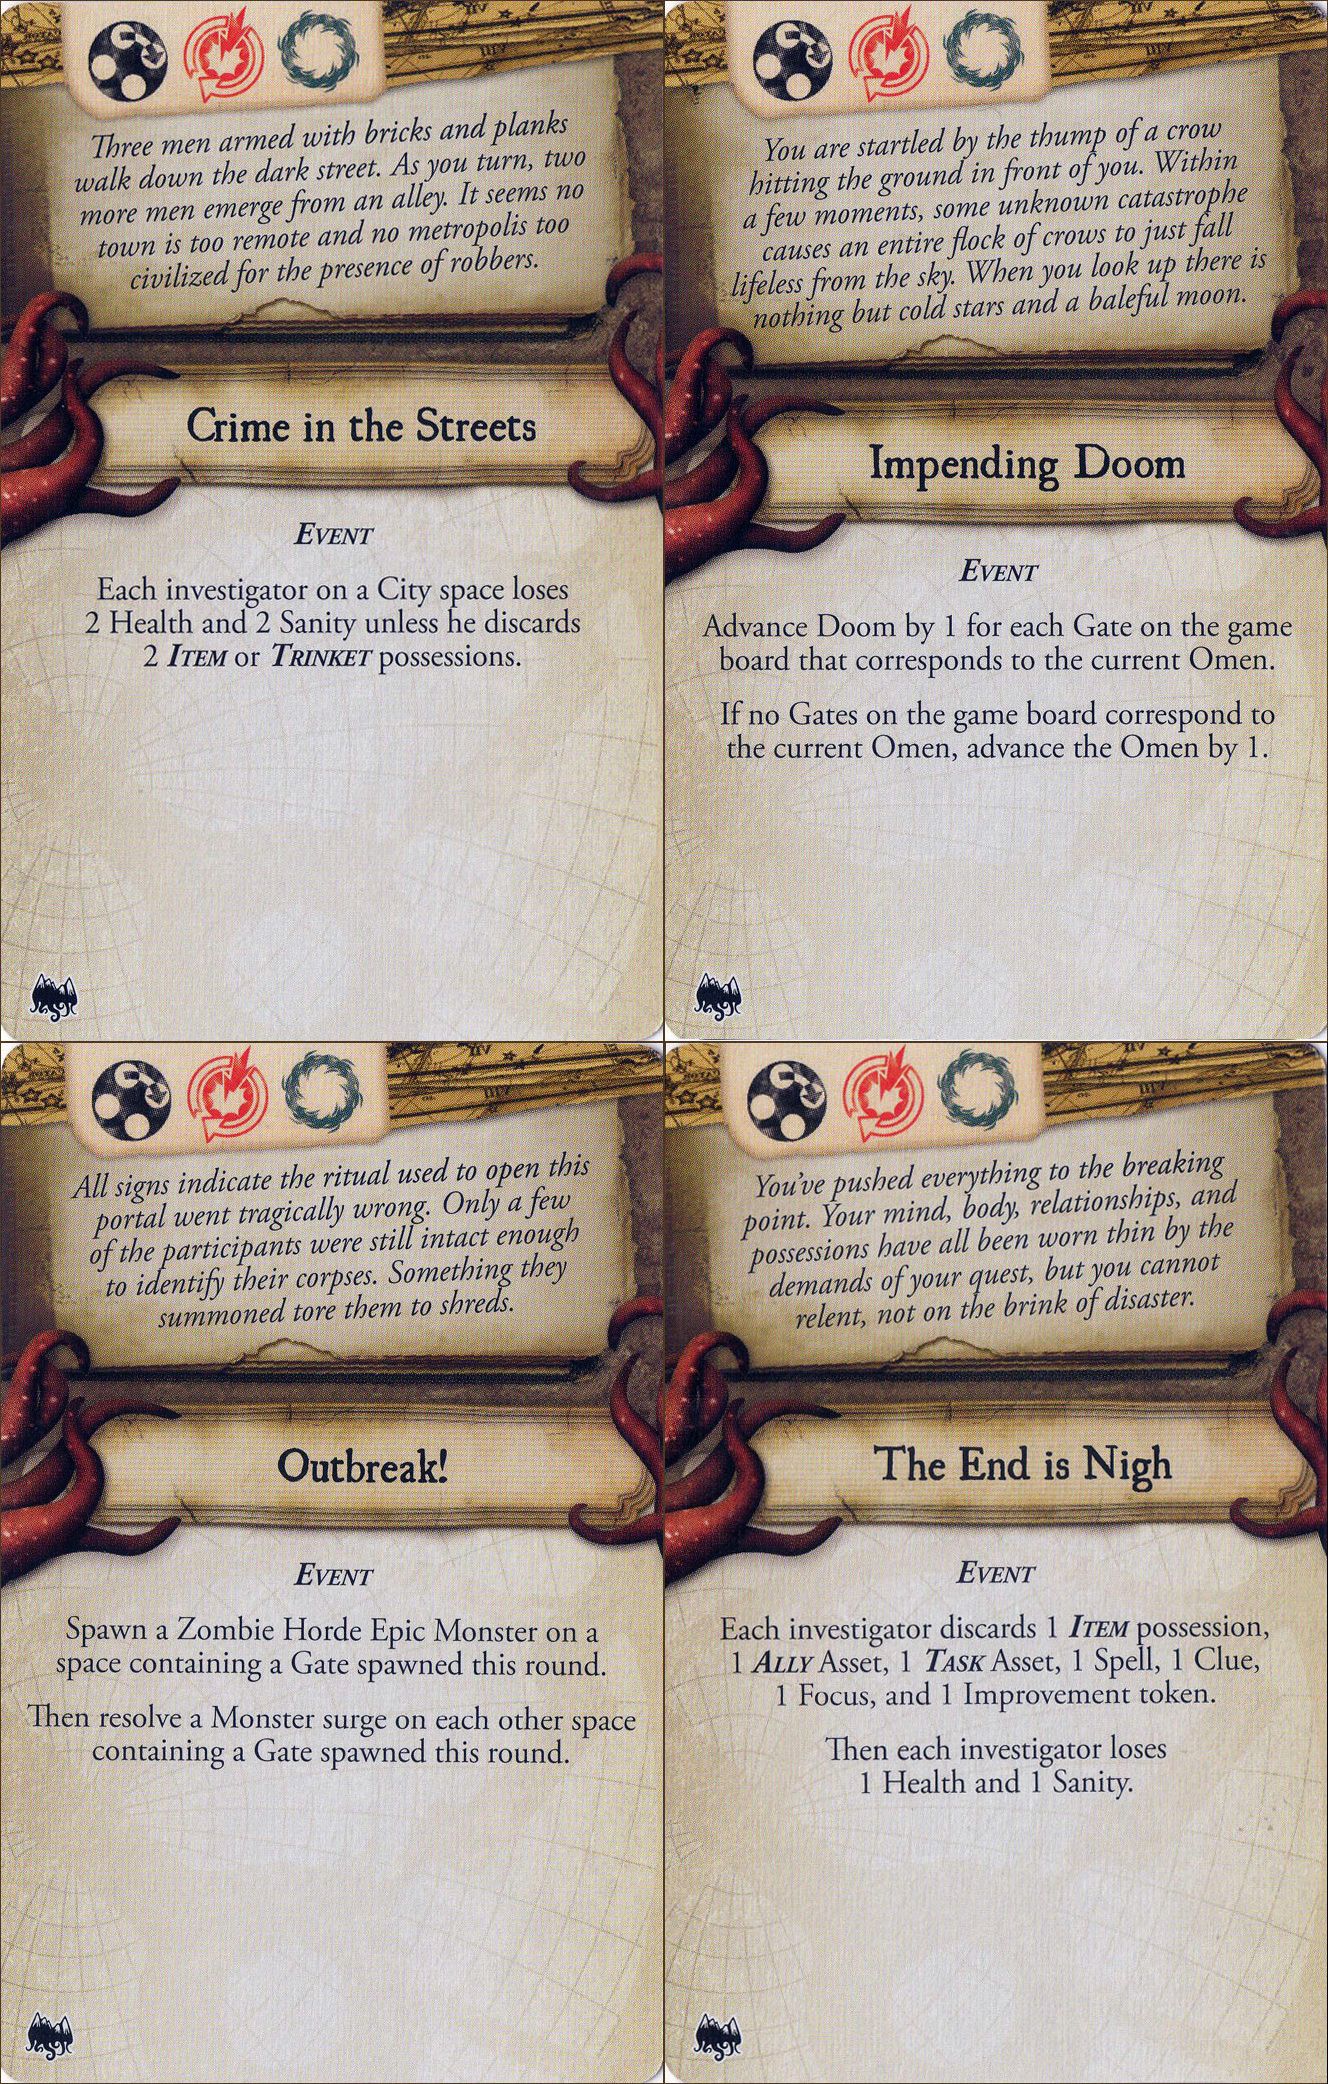 Three men armed with bricks and planks
walk down the dark street. As you turn, two
more men emerge from an alley. It seems no
town is too remote and no metropolis too
civilized for the presence of robbers.
Crime in the Streets
EVENT
Each investigator on a City space loses
2 Health and 2 Sanity unless he discards
2 ITEM or TRINKET possessions.
You are startled by the thump of a crow
hitting the ground in front of you. Within
a few moments, some unknown catastrophe
causes an entire flock of crows to just fall
lifeless from the sky. When you look up there is
nothing but cold stars and a baleful moon.
Impending Doom
EVENT
Advance Doom by 1 for each Gate on the game
board that corresponds to the current Omen.
If no Gates on the game board correspond to
the current Omen, advance the Omen by 1.
All signs indicate the ritual used to open this
portal went tragically wrong. Only a few
of the participants were still intact enough
to identify their corpses. Something they
summoned tore them to shreds.
Outbreak!
EVENT
Spawn a Zombie Horde Epic Monster on a
space containing a Gate spawned this round.
Then resolve a Monster surge on each other space
containing a Gate spawned this round.
You've pushed everything to the breaking
point. Your mind, body, relationships, and
possessions have all been worn thin by the
demands of your quest, but you cannot
relent, not on the brink of disaster.
The End is Nigh
EVENT
Each investigator discards 1 ITEM possession,
1 ALLY Asset, 1 TASK Asset, 1 Spell, 1 Clue,
1 Focus, and 1 Improvement token.
Then each investigator loses
1 Health and 1 Sanity.